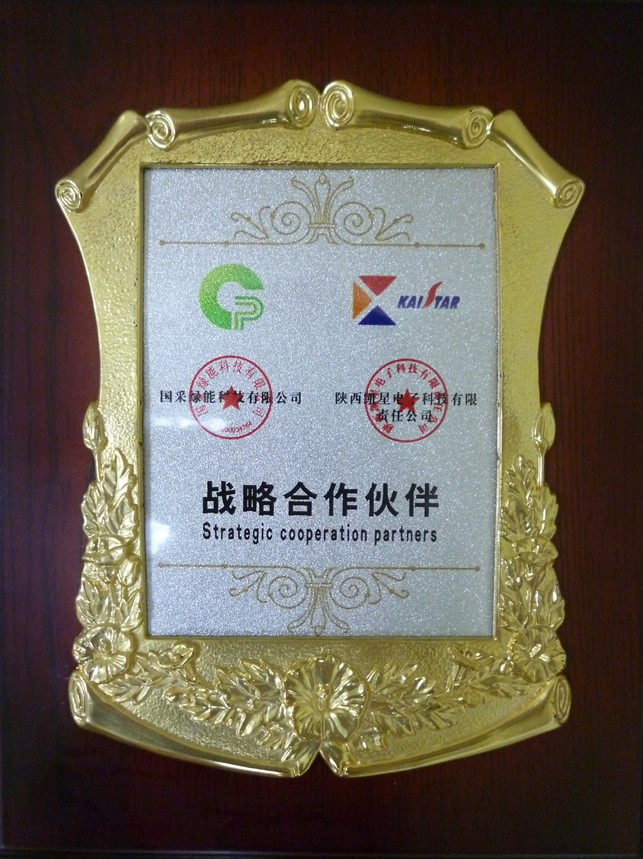 KAISTAR
国采绿能科技有限公司
陕西凯星电子科技有限
责任公司
战略合作伙伴
Strategic cooperation partners